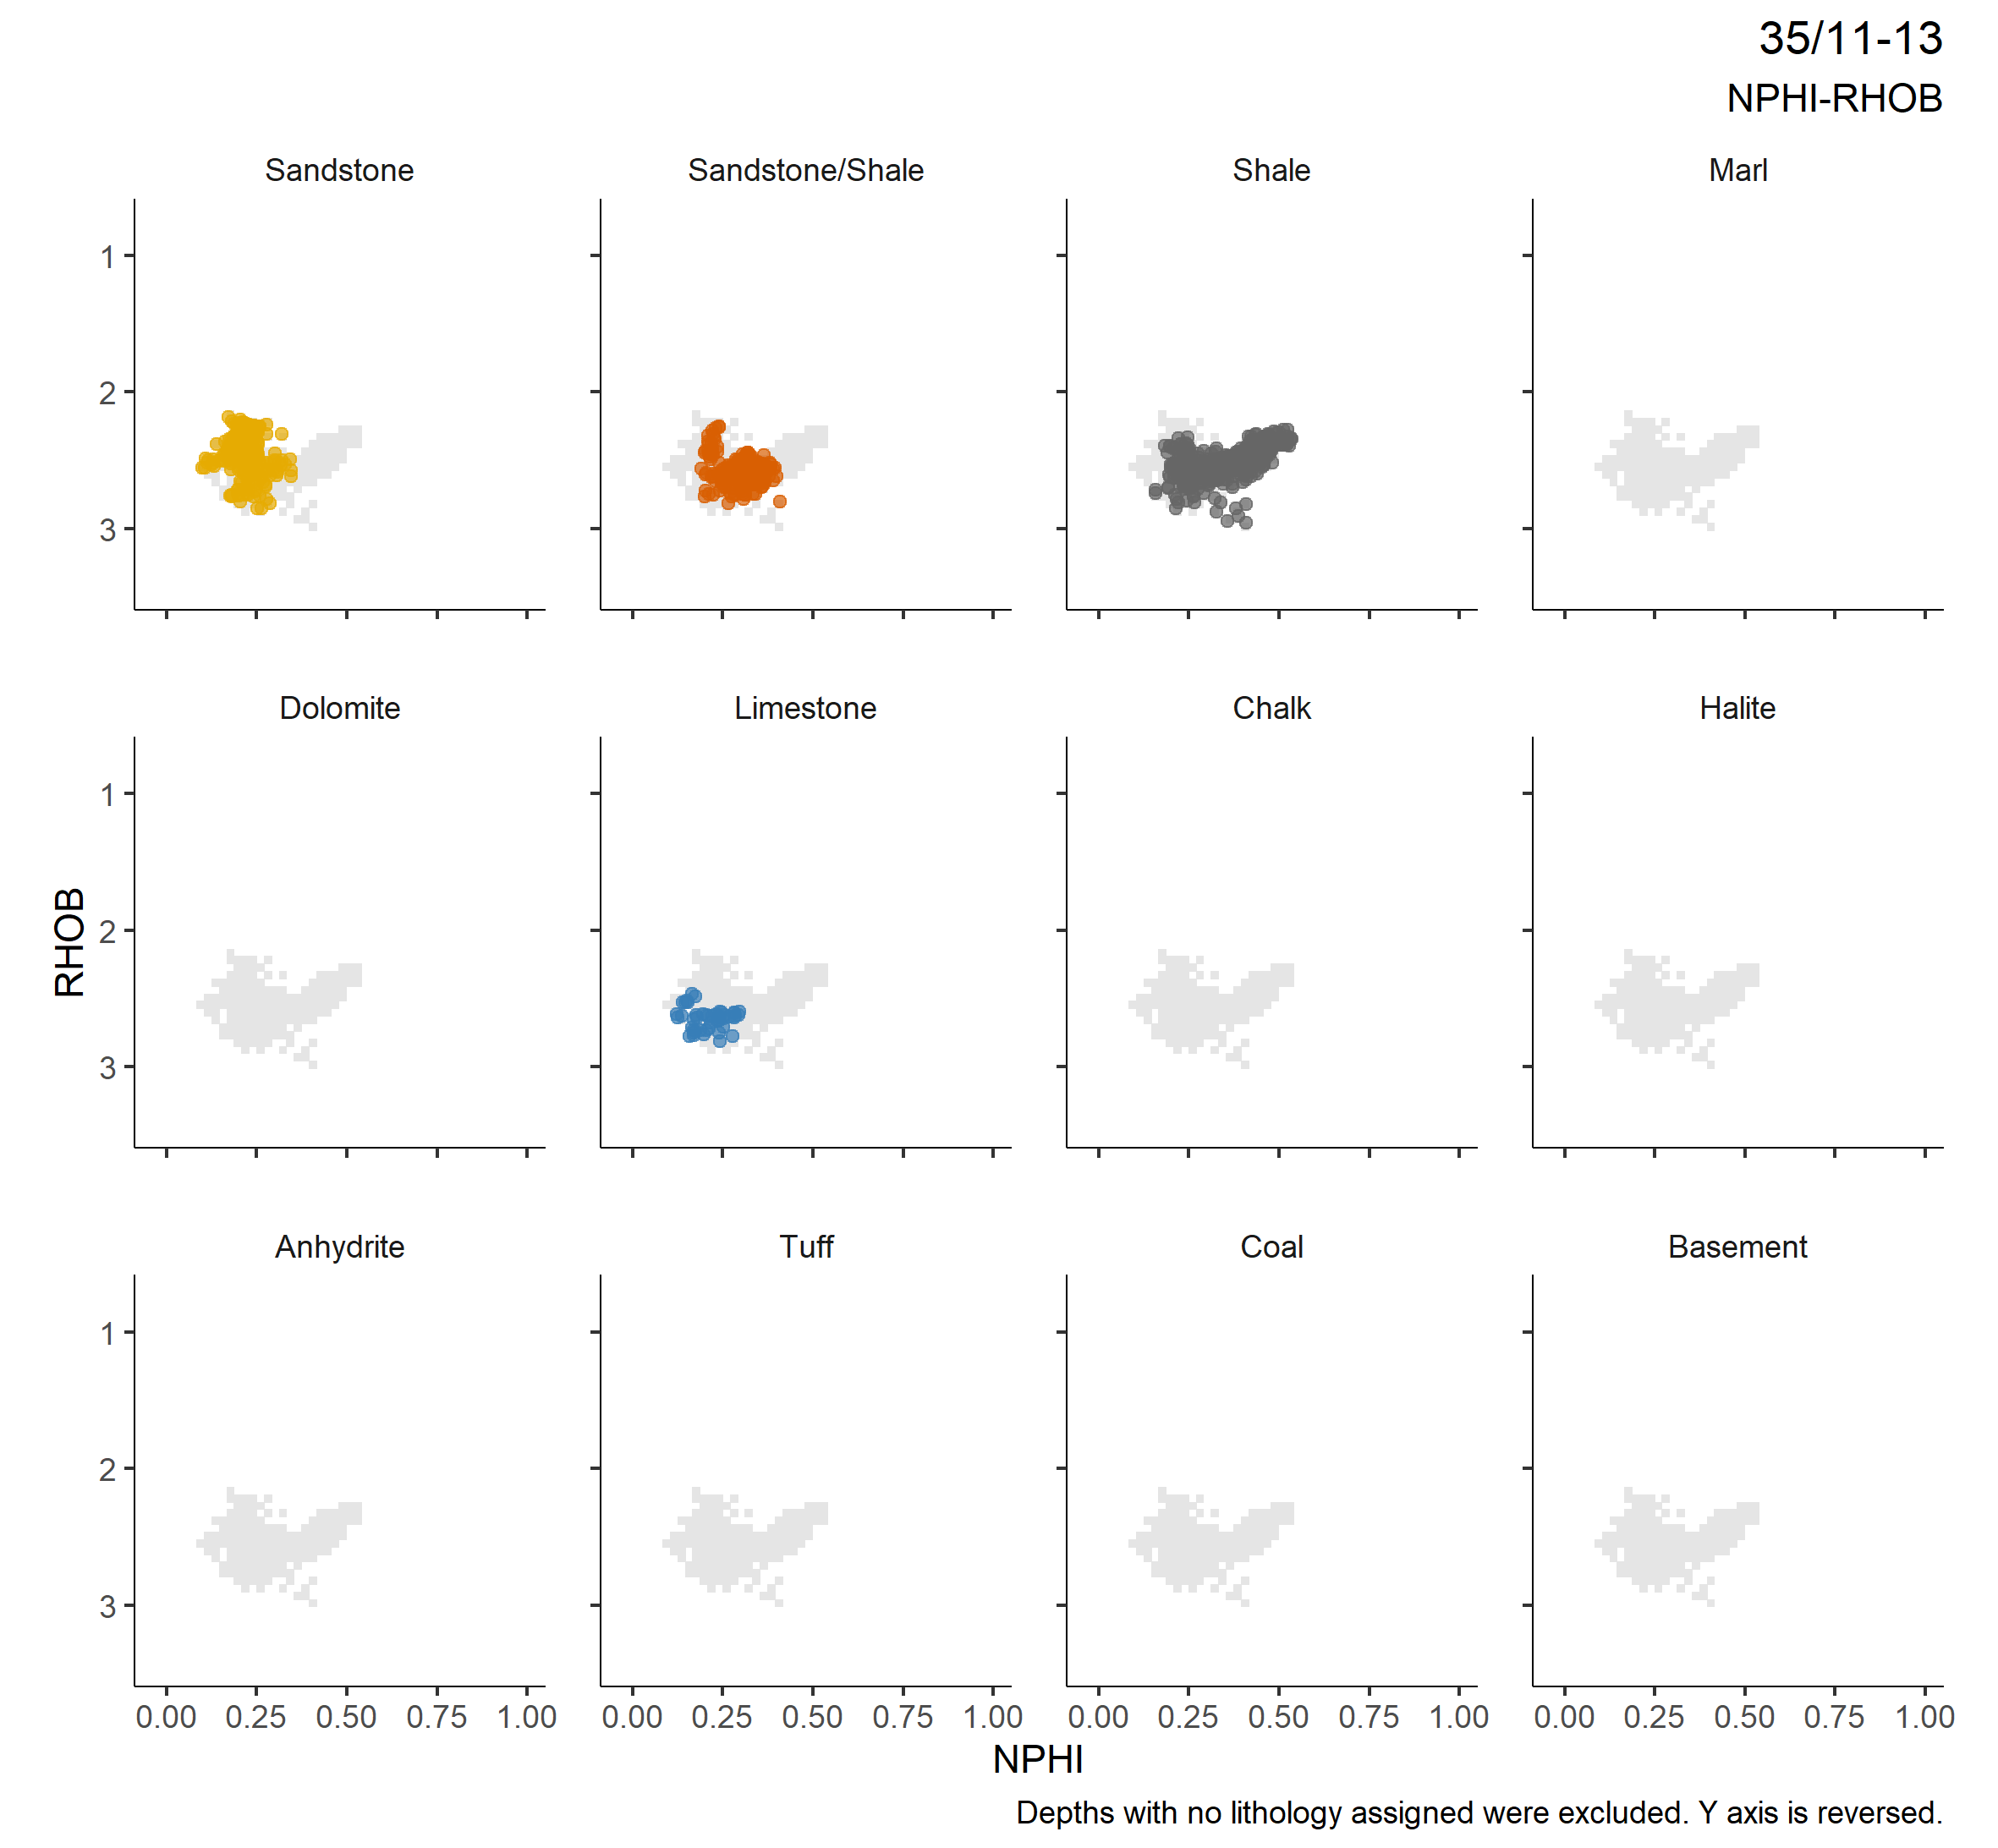 35/11-13
NPHI-RHOB
Sandstone Sandstone/Shale Shale Marl
1
2
3
Dolomite Limestone Chalk Halite
1
2
3
RHOB
Anhydrite Tuff Coal Basement
1
2
3
0.00 0.25 0.50 0.75 1.00 0.00 0.25 0.50 0.75 1.00 0.00 0.25 0.50 0.75 1.00 0.00 0.25 0.50 0.75 1.00
NPHI
Depths with no lithology assigned were excluded. Y axis is reversed.